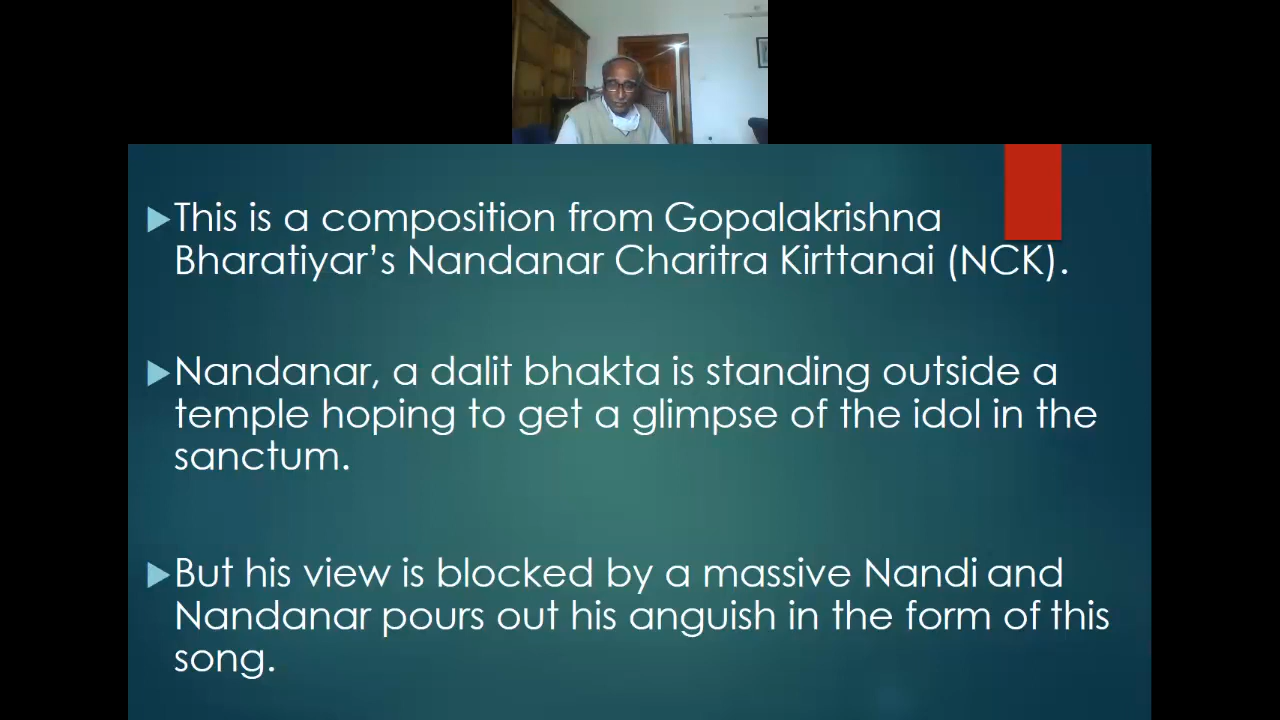 This is a composition from Gopalakrishna
Bharatiyar’s Nandanar Charitra Kirttanai (NCK).
Nandanar, a dalit bhakta is standing outside a
temple hoping to get a glimpse of the idol in the
sanctum.
But his view is blocked by a massive Nandi and
Nandanar pours out his anguish in the form of this
song.